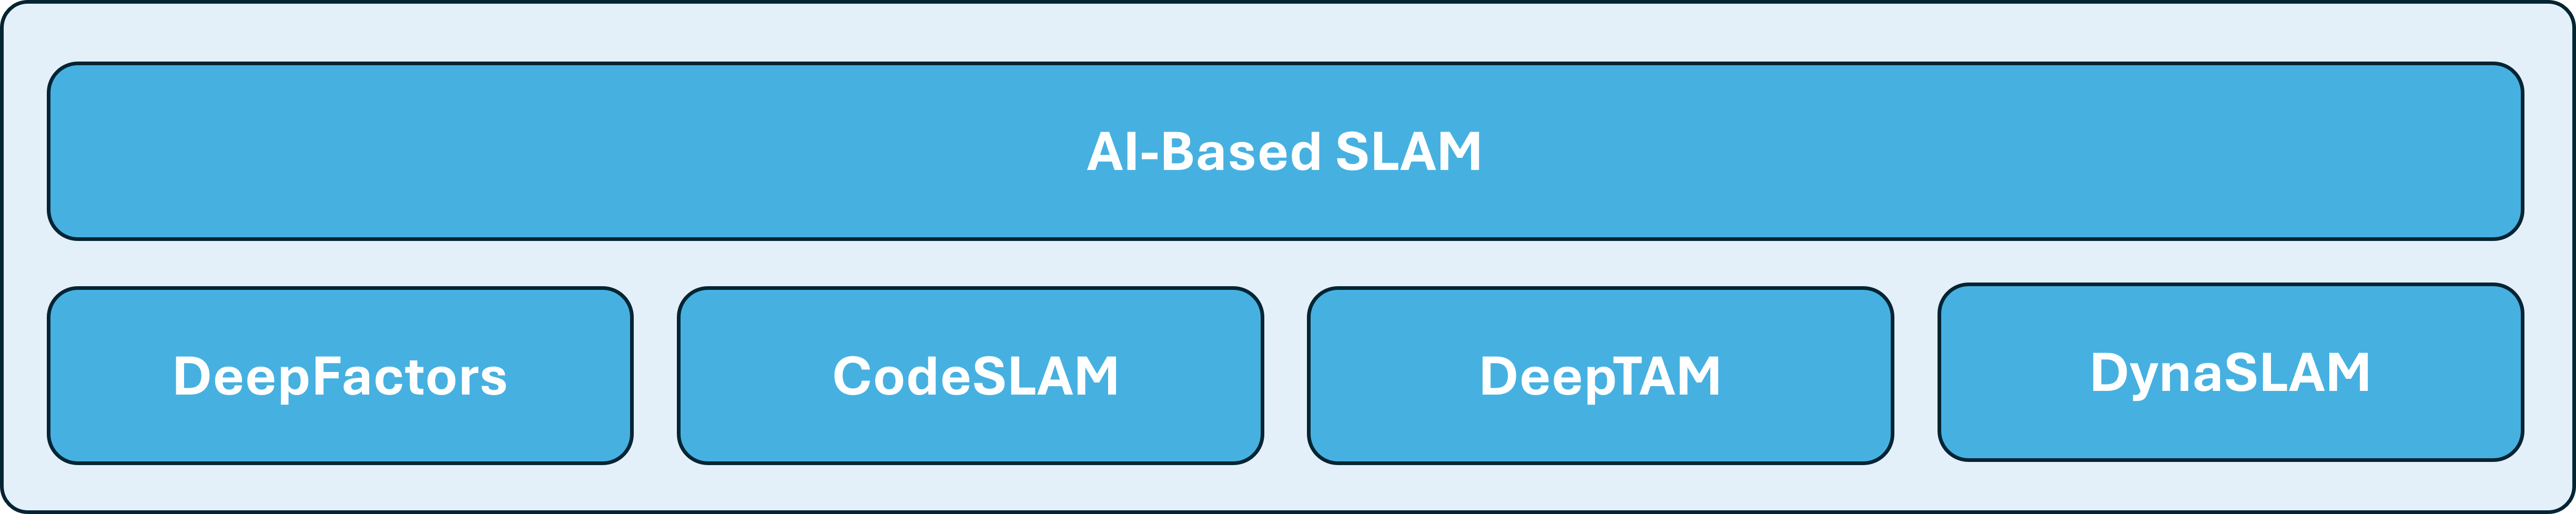 AI-Based SLAM
DeepFactors
CodeSLAM
DeepTAM
DynaSLAM